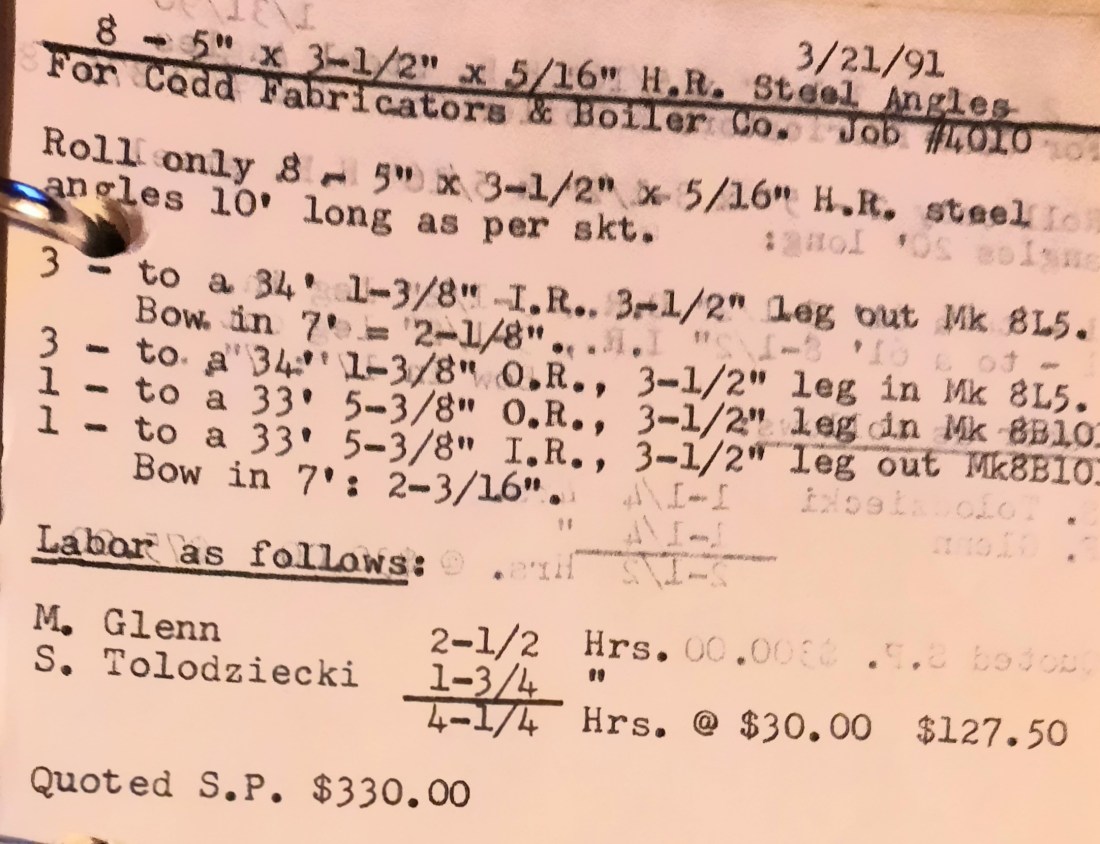 3/21/91
8 - 5" x 3-1/2" x 5/16" H.R. Steel Angles
For Codd Fabricators & Boiler Co. Job #4010
Roll only 8 - 5" x 3-1/2" x 5/16" H.R. steel
angles 10' long as per skt.
3 - to a 34' 1-3/8" I.R.. 3-1/2" leg out Mk 8L5.
Bow in 7' = 2-1/8".
3 - to a 34' 1-3/8" O.R., 3-1/2" leg in Mk 8L5.
1 - to a 33' 5-3/8" O.R., 3-1/2" leg in Mk 8B10
1 - to a 33' 5-3/8" I.R., 3-1/2" leg out Mk8B10
Bow in 7': 2-3/16".
Labor as follows:
M. Glenn 2-1/2 Hrs.
S. Tolodziecki 1-3/4 "
4-1/4 Hrs. @ $30.00 $127.50
Quoted S.P. $330.00